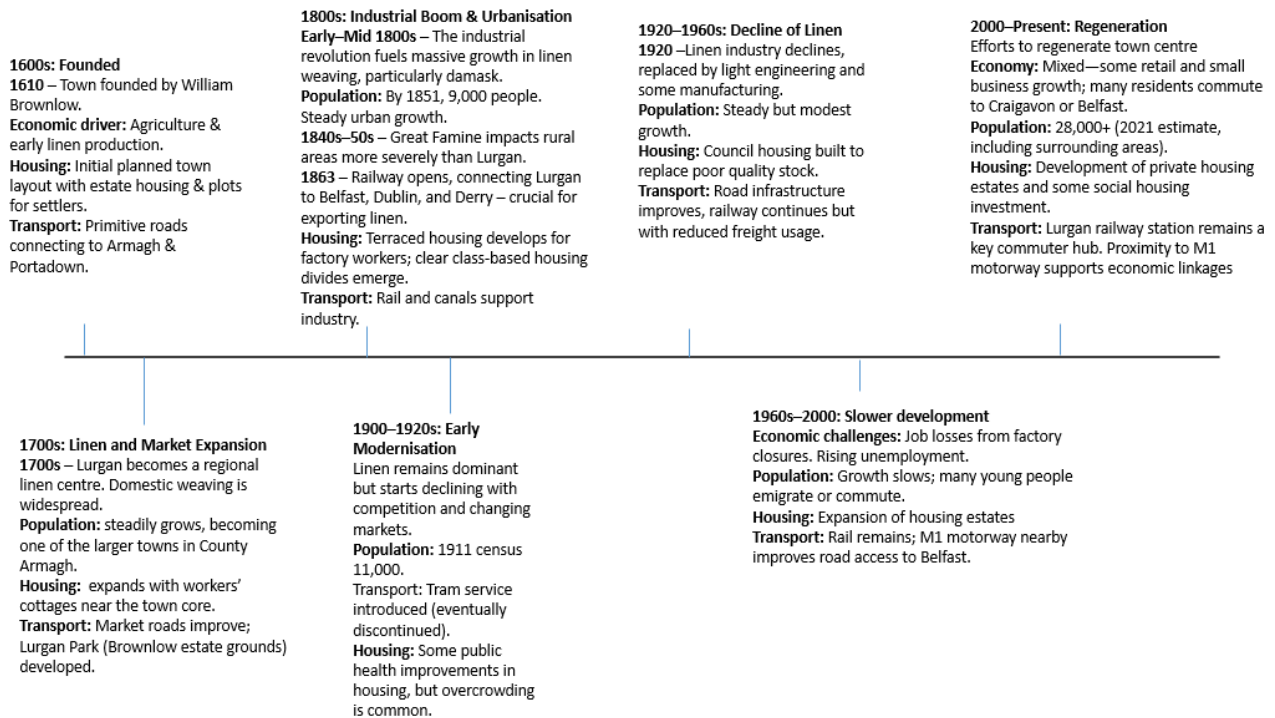 1600s: Founded
1610 – Town founded by William
Brownlow.
Economic driver: Agriculture &
early linen production.
Housing: Initial planned town
layout with estate housing & plots
for settlers.
Transport: Primitive roads
connecting to Armagh &
Portadown.
1800s: Industrial Boom & Urbanisation
Early–Mid 1800s – The industrial
revolution fuels massive growth in linen
weaving, particularly damask.
Population: By 1851, 9,000 people.
Steady urban growth.
1840s–50s – Great Famine impacts rural
areas more severely than Lurgan.
1863 – Railway opens, connecting Lurgan
to Belfast, Dublin, and Derry – crucial for
exporting linen.
Housing: Terraced housing develops for
factory workers; clear class-based housing
divides emerge.
Transport: Rail and canals support
industry.
1920–1960s: Decline of Linen
1920 –Linen industry declines,
replaced by light engineering and
some manufacturing.
Population: Steady but modest
growth.
Housing: Council housing built to
replace poor quality stock.
Transport: Road infrastructure
improves, railway continues but
with reduced freight usage.
2000–Present: Regeneration
Efforts to regenerate town centre
Economy: Mixed—some retail and small
business growth; many residents commute
to Craigavon or Belfast.
Population: 28,000+ (2021 estimate,
including surrounding areas).
Housing: Development of private housing
estates and some social housing
investment.
Transport: Lurgan railway station remains a
key commuter hub. Proximity to M1
motorway supports economic linkages
1700s: Linen and Market Expansion
1700s – Lurgan becomes a regional
linen centre. Domestic weaving is
widespread.
Population: steadily grows, becoming
one of the larger towns in County
Armagh.
Housing: expands with workers’
cottages near the town core.
Transport: Market roads improve;
Lurgan Park (Brownlow estate grounds)
developed.
1900–1920s: Early
Modernisation
Linen remains dominant
but starts declining with
competition and changing
markets.
Population: 1911 census
11,000.
Transport: Tram service
introduced (eventually
discontinued).
Housing: Some public
health improvements in
housing, but overcrowding
is common.
1960s–2000: Slower development
Economic challenges: Job losses from factory
closures. Rising unemployment.
Population: Growth slows; many young people
emigrate or commute.
Housing: Expansion of housing estates
Transport: Rail remains; M1 motorway nearby
improves road access to Belfast.